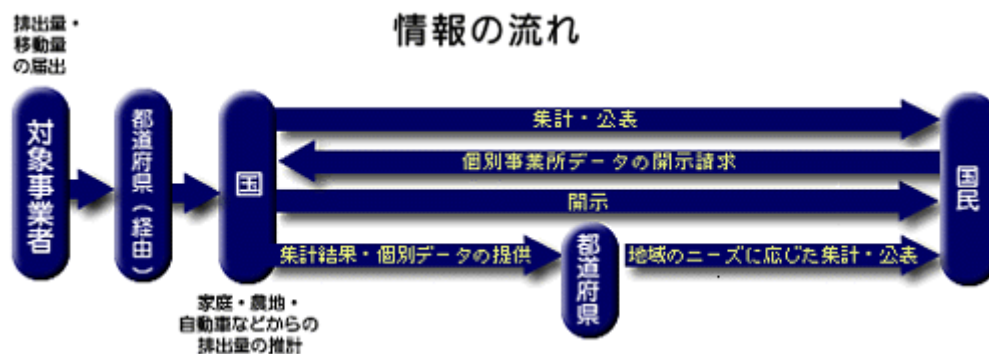 情報の流れ
排出量・
移動量
の届出
対象事業者
都道府県(経由)
国
集計・公表
個別事業所データの開示請求
開示
集計結果・個別データの提供
都道府県
地域のニーズに応じた集計・公表
国民
家庭・農地・
自動車などからの
排出量の推計